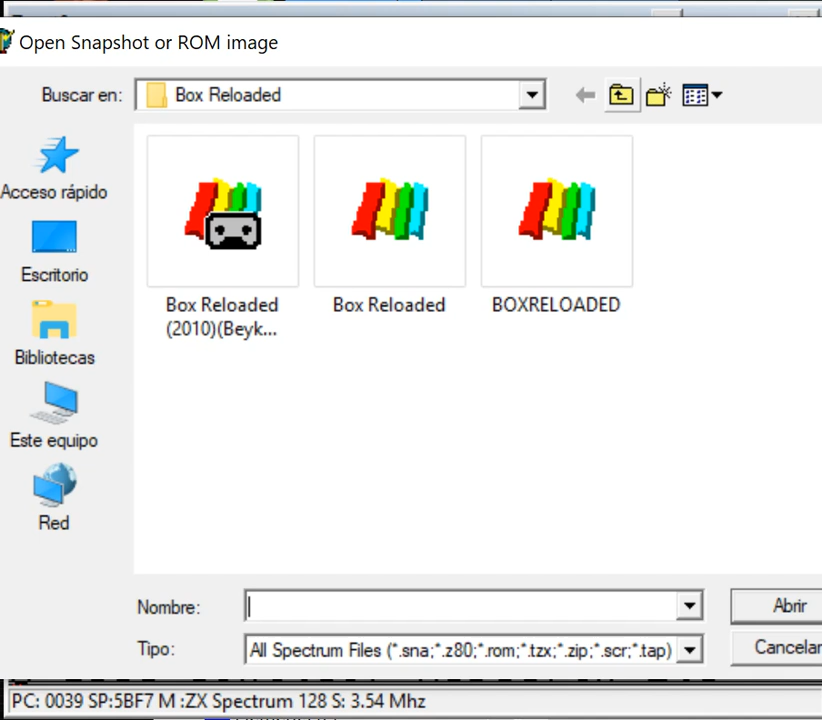 Open Snapshot or ROM image
Buscar en:
Box Reloaded
Acceso rápido
Escritorio
Bibliotecas
Este equipo
Red
Box Reloaded
(2010)(Beyk...
Box Reloaded
BOXRELOADED
Nombre:
Abrir
Tipo:
All Spectrum Files (*.sna;*.z80;*.rom;*.tzx;*.zip;*.scr;*.tap)
Cancelar
PC: 0039 SP:5BF7 M :ZX Spectrum 128 S: 3.54 Mhz